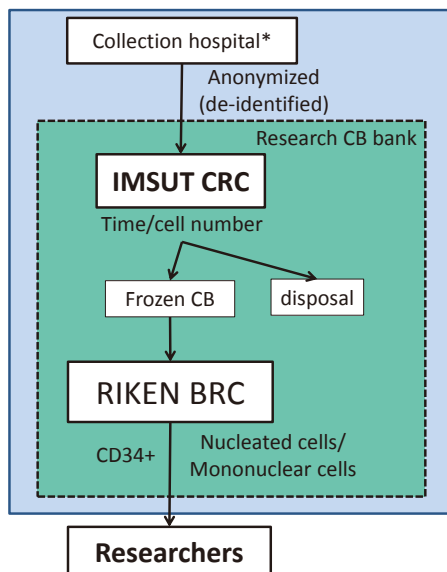 Collection hospital*
Anonymized
(de-identified)
Research CB bank
IMSUT CRC
Time/cell number
Frozen CB
disposal
RIKEN BRC
CD34+
Nucleated cells/
Mononuclear cells
Researchers